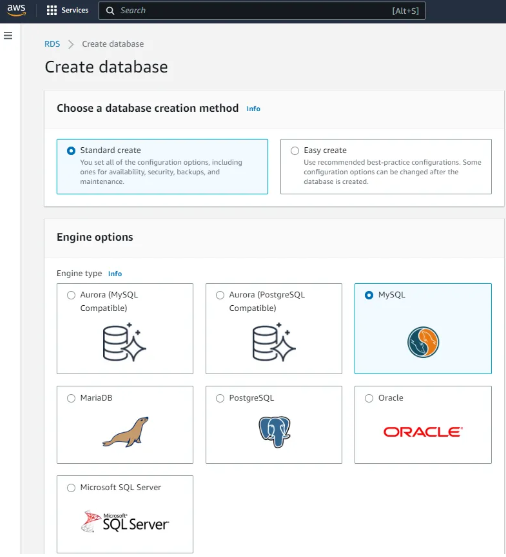 aws
Services
Search
[Alt+S]
RDS > Create database
Create database
Choose a database creation method Info
Standard create
You set all of the configuration options, including
ones for availability, security, backups, and
maintenance.
Easy create
Use recommended best-practice configurations. Some
configuration options can be changed after the
database is created.
Engine options
Engine type Info
Aurora (MySQL
Compatible)
Aurora (PostgreSQL
Compatible)
MySQL
MariaDB
PostgreSQL
Oracle
ORACLE
Microsoft SQL Server
Microsoft
SQL Server